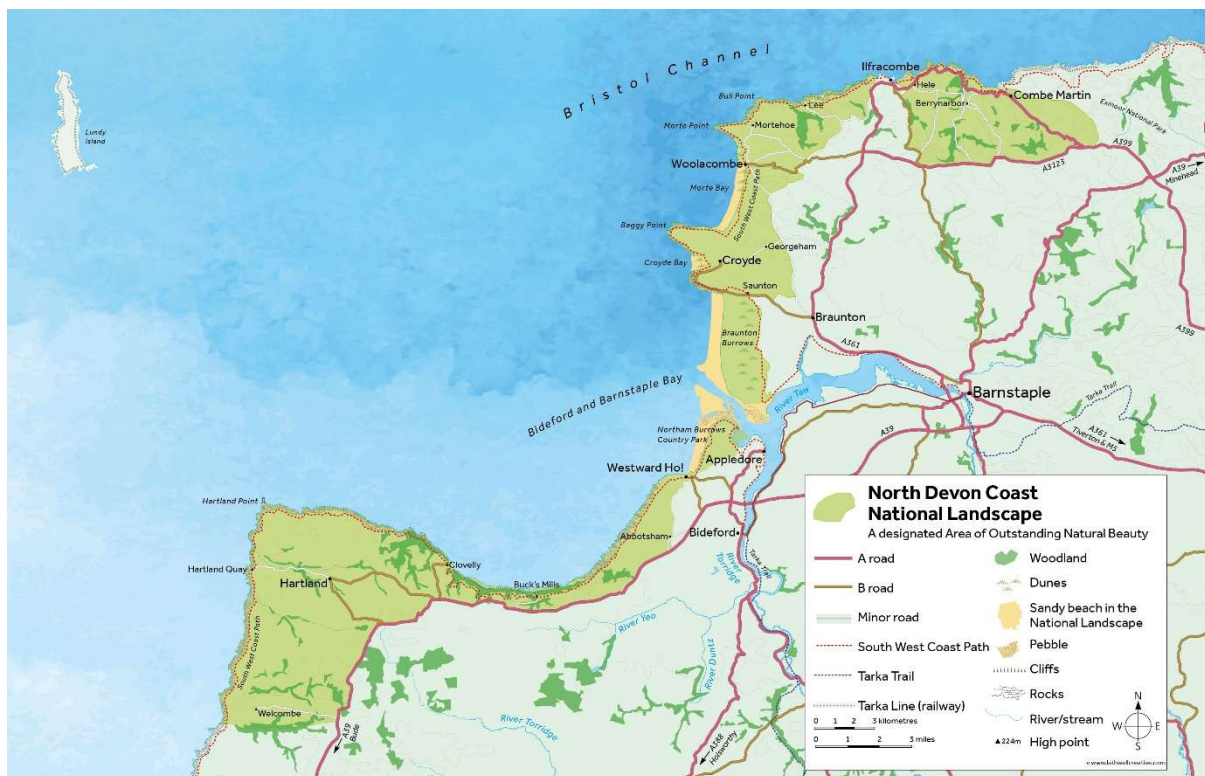 Bristol Channel
Lundy
Island
Ilfracombe
Hele
Combe Martin
Berrynarbor
Exmoor National Park
Bull Point
Lee
Morte Point
Mortehoe
Woolacombe
A3123
A399
A39
Minehead
Morte Bay
South West Coast Path
Baggy Point
Georgeham
Croyde Bay
Croyde
Saunton
Braunton
A399
Braunton
Burrows
A361
Bideford and Barnstaple Bay
River Taw
Barnstaple
Tarka Trail
A361
Tiverton & M5
Northam Burrows
Country Park
A39
Appledore
Westward Ho!
Hartland Point
Abbotsham
Bideford
River
Torridge
Tarka Trail
Hartland Quay
Clovelly
Hartland
Buck's Mills
River Yeo
River Duntz
South West Coast Path
Welcombe
River Torridge
A39
Bude
A388
Holsworthy
North Devon Coast
National Landscape
A designated Area of Outstanding Natural Beauty
A road
B road
Minor road
South West Coast Path
Tarka Trail
Tarka Line (railway)
0 1 2 3 kilometres
0 1 2 3 miles
Woodland
Dunes
Sandy beach in the
National Landscape
Pebble
Cliffs
Rocks
River/stream
▲224m High point
N
W E
S
©www.lathwellcreative.com